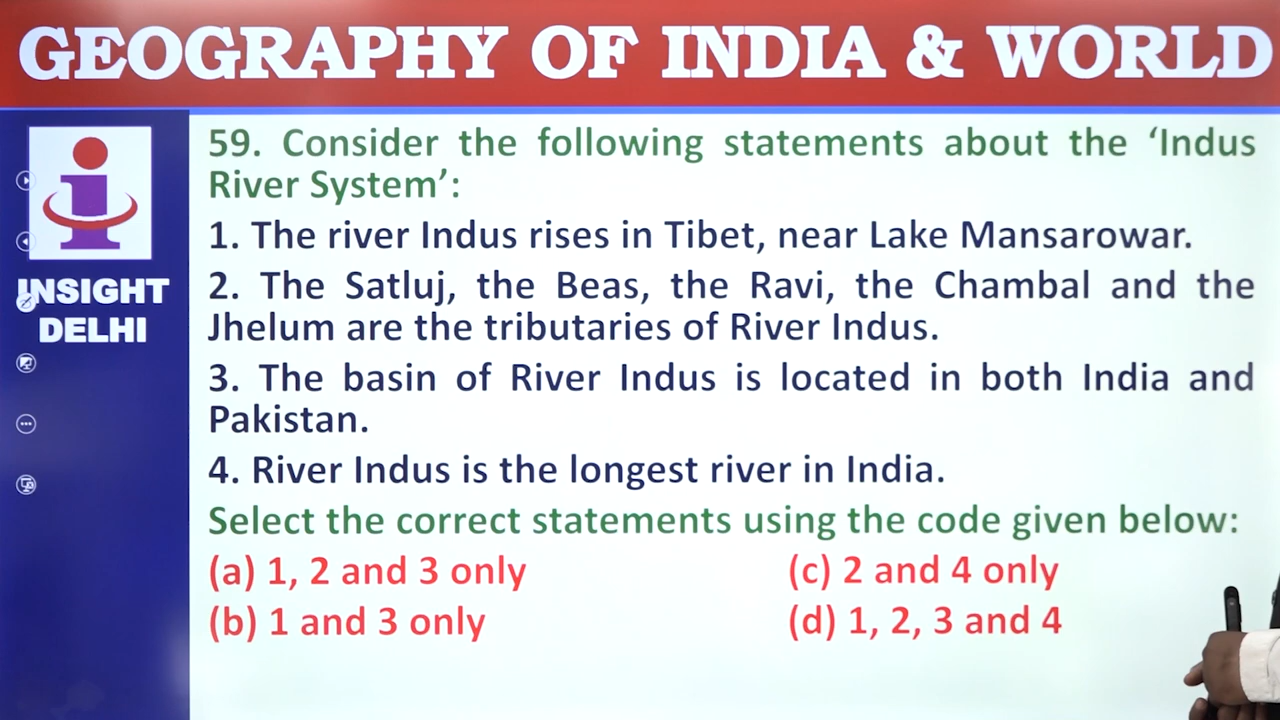 GEOGRAPHY OF INDIA & WORLD
INSIGHT
DELHI
59. Consider the following statements about the ‘Indus
River System’:
1. The river Indus rises in Tibet, near Lake Mansarowar.
2. The Satluj, the Beas, the Ravi, the Chambal and the
Jhelum are the tributaries of River Indus.
3. The basin of River Indus is located in both India and
Pakistan.
4. River Indus is the longest river in India.
Select the correct statements using the code given below:
(a) 1, 2 and 3 only (c) 2 and 4 only
(b) 1 and 3 only (d) 1, 2, 3 and 4